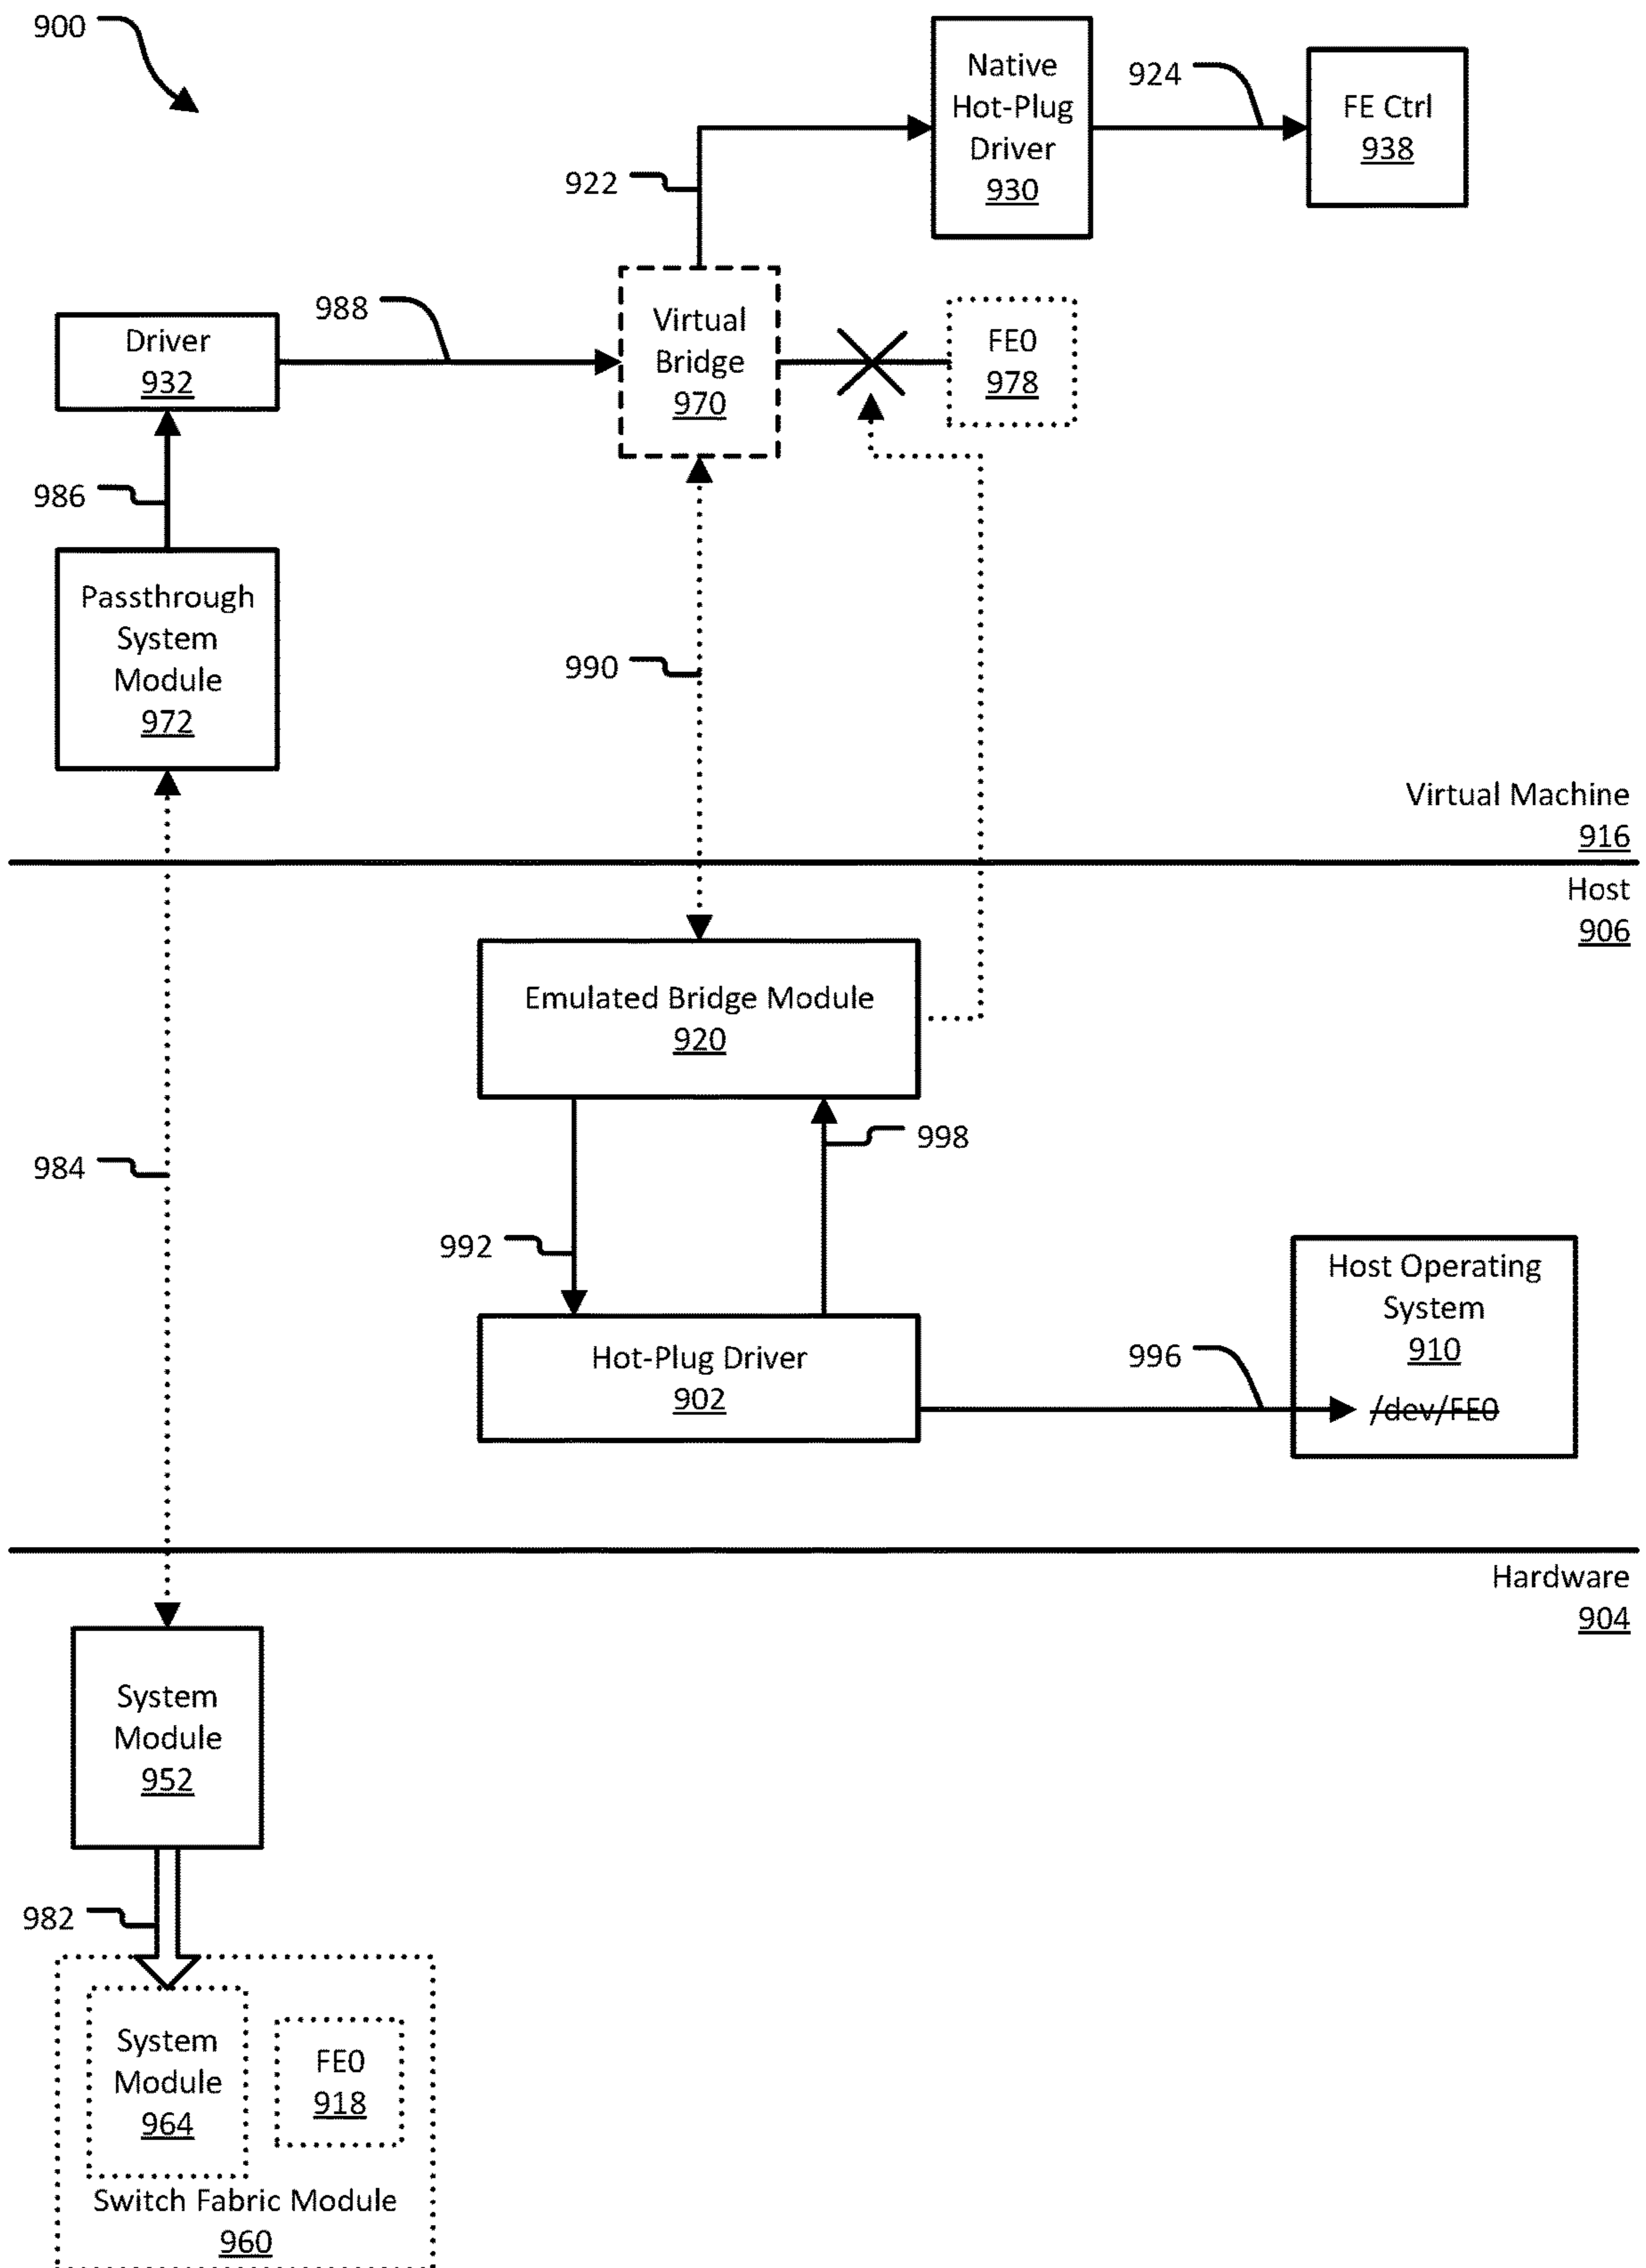 900
Native
Hot-Plug
Driver
930
924
FE Ctrl
938
922
988
Driver
932
Virtual
Bridge
970
FE0
978
986
Passthrough
System
Module
972
990
Virtual Machine
916
Host
906
Emulated Bridge Module
920
984
998
992
Hot-Plug Driver
902
996
Host Operating
System
910
/dev/FE0
Hardware
904
System
Module
952
982
System
Module
964
FE0
918
Switch Fabric Module
960